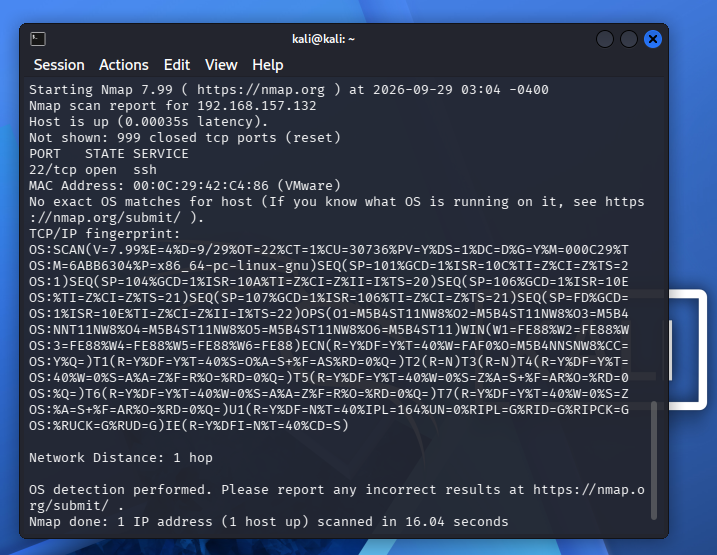 kali@kali: ~
Session Actions Edit View Help
Starting Nmap 7.99 ( https://nmap.org ) at 2026-09-29 03:04 -0400
Nmap scan report for 192.168.157.132
Host is up (0.00035s latency).
Not shown: 999 closed tcp ports (reset)
PORT   STATE SERVICE
22/tcp open  ssh
MAC Address: 00:0C:29:42:C4:86 (VMware)
No exact OS matches for host (If you know what OS is running on it, see https
://nmap.org/submit/ ).
TCP/IP fingerprint:
OS:SCAN(V=7.99%E=4%D=9/29%OT=22%CT=1%CU=30736%PV=Y%DS=1%DC=D%G=Y%M=000C29%T
OS:M=6ABB6304%P=x86_64-pc-linux-gnu)SEQ(SP=101%GCD=1%ISR=10C%TI=Z%CI=Z%TS=2
OS:1)SEQ(SP=104%GCD=1%ISR=10A%TI=Z%CI=Z%II=I%TS=20)SEQ(SP=106%GCD=1%ISR=10E
OS:%TI=Z%CI=Z%TS=21)SEQ(SP=107%GCD=1%ISR=106%TI=Z%CI=Z%TS=21)SEQ(SP=FD%GCD=
OS:1%ISR=10E%TI=Z%CI=Z%II=I%TS=22)OPS(O1=M5B4ST11NW8%O2=M5B4ST11NW8%O3=M5B4
OS:NNT11NW8%O4=M5B4ST11NW8%O5=M5B4ST11NW8%O6=M5B4ST11)WIN(W1=FE88%W2=FE88%W
OS:3=FE88%W4=FE88%W5=FE88%W6=FE88)ECN(R=Y%DF=Y%T=40%W=FAF0%O=M5B4NNSNW8%CC=
OS:Y%Q=)T1(R=Y%DF=Y%T=40%S=O%A=S+%F=AS%RD=0%Q=)T2(R=N)T3(R=N)T4(R=Y%DF=Y%T=
OS:40%W=0%S=A%A=Z%F=R%O=%RD=0%Q=)T5(R=Y%DF=Y%T=40%W=0%S=Z%A=S+%F=AR%O=%RD=0
OS:%Q=)T6(R=Y%DF=Y%T=40%W=0%S=A%A=Z%F=R%O=%RD=0%Q=)T7(R=Y%DF=Y%T=40%W=0%S=Z
OS:%A=S+%F=AR%O=%RD=0%Q=)U1(R=Y%DF=N%T=40%IPL=164%UN=0%RIPL=G%RID=G%RIPCK=G
OS:%RUCK=G%RUD=G)IE(R=Y%DFI=N%T=40%CD=S)
Network Distance: 1 hop
OS detection performed. Please report any incorrect results at https://nmap.o
rg/submit/ .
Nmap done: 1 IP address (1 host up) scanned in 16.04 seconds